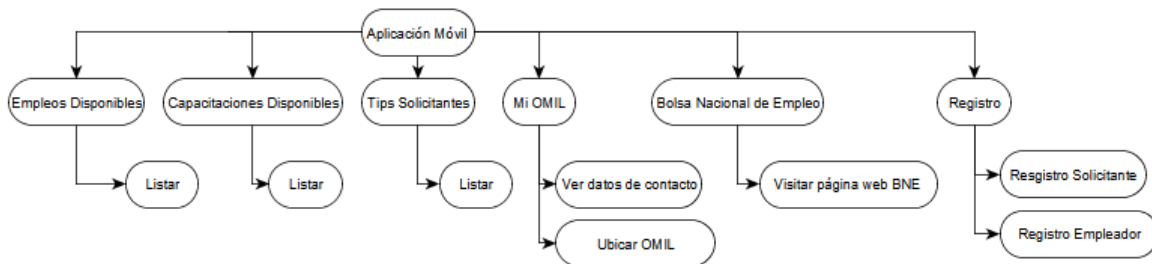 Aplicación Móvil
Empleos Disponibles
Capacitaciones Disponibles
Tips Solicitantes
Mi OMIL
Bolsa Nacional de Empleo
Registro
Listar
Listar
Listar
Ver datos de contacto
Visitar página web BNE
Resgistro Solicitante
Ubicar OMIL
Registro Empleador